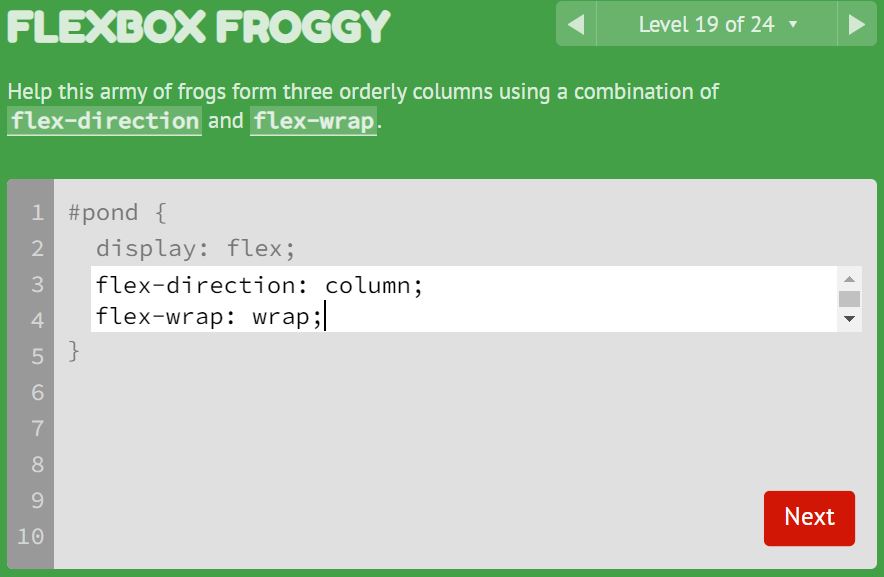 FLEXBOX FROGGY
Level 19 of 24
Help this army of frogs form three orderly columns using a combination of
flex-direction and flex-wrap.
1 #pond {
2 display: flex;
3 flex-direction: column;
4 flex-wrap: wrap;
5 }
6
7
8
9
10
Next